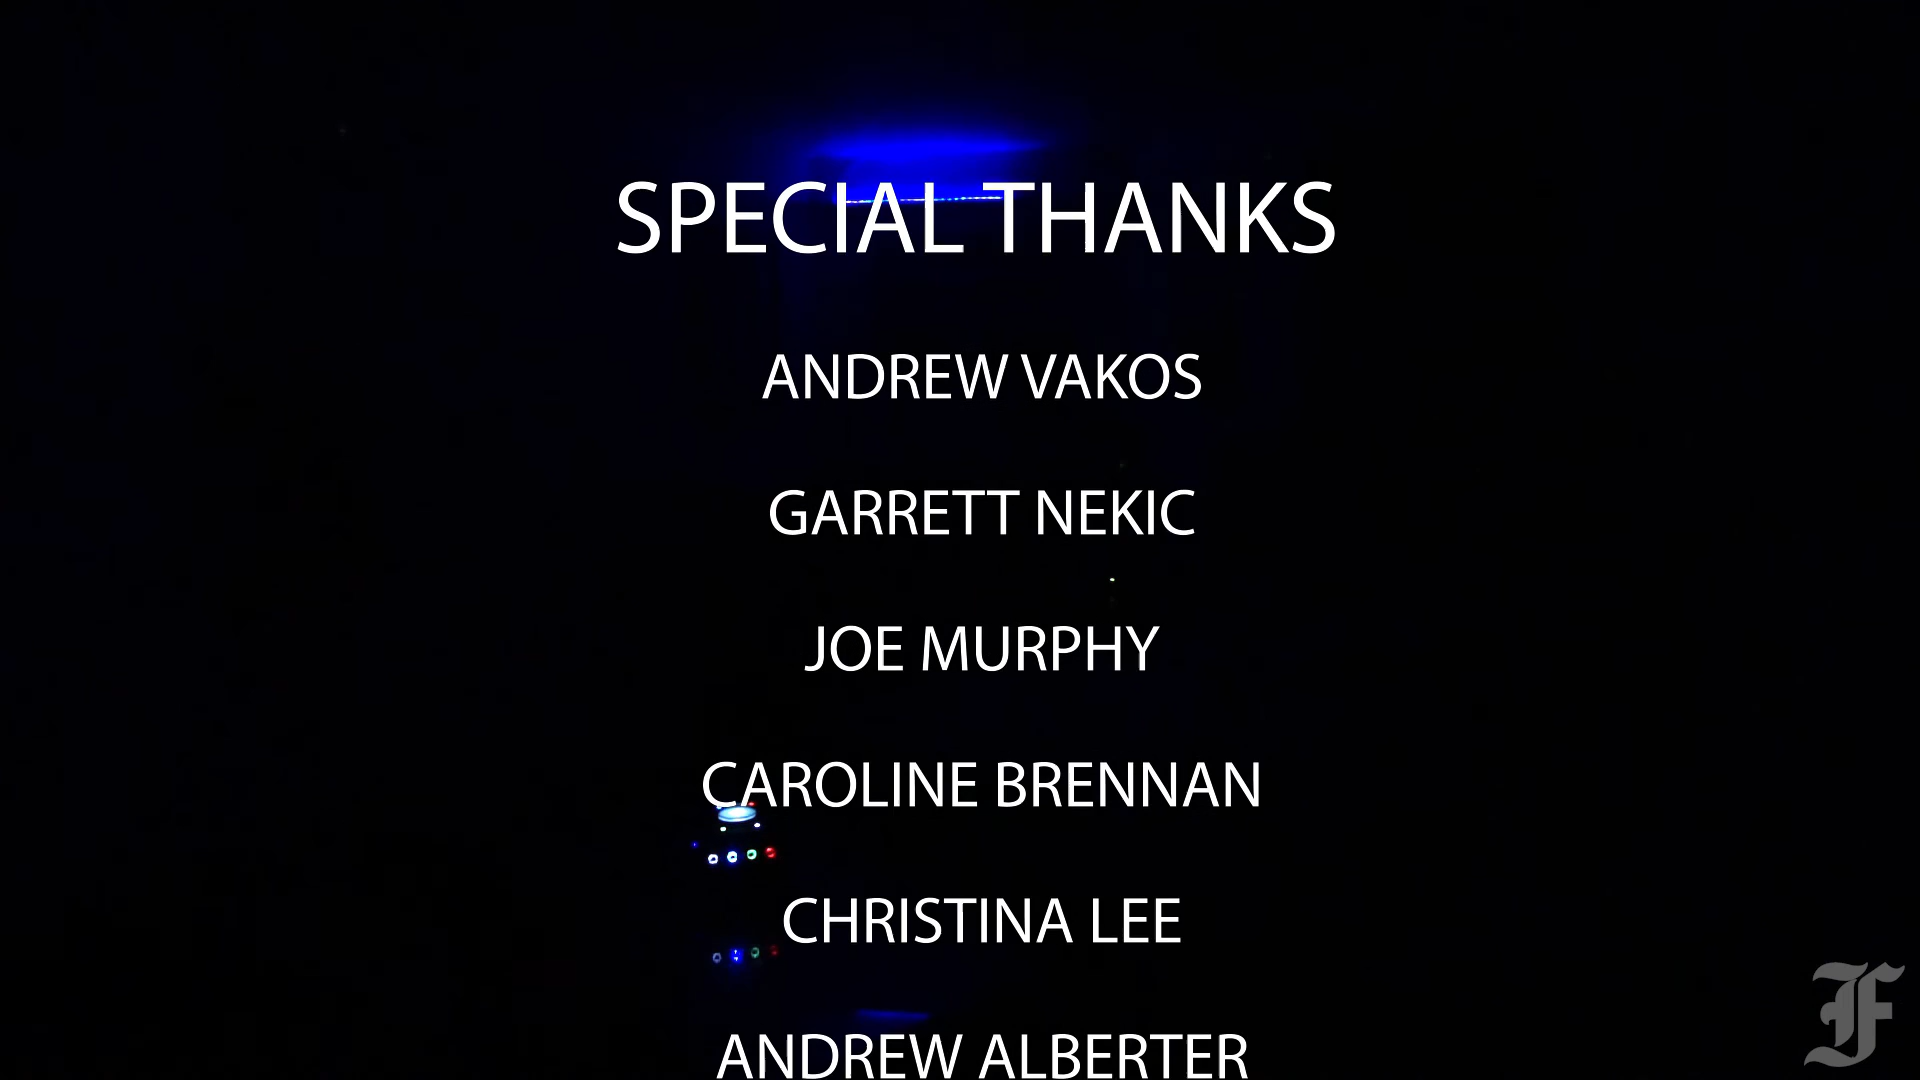 SPECIAL THANKS
ANDREW VAKOS
GARRETT NEKIC
JOE MURPHY
CAROLINE BRENNAN
CHRISTINA LEE
ANDREW ALBERTER
F